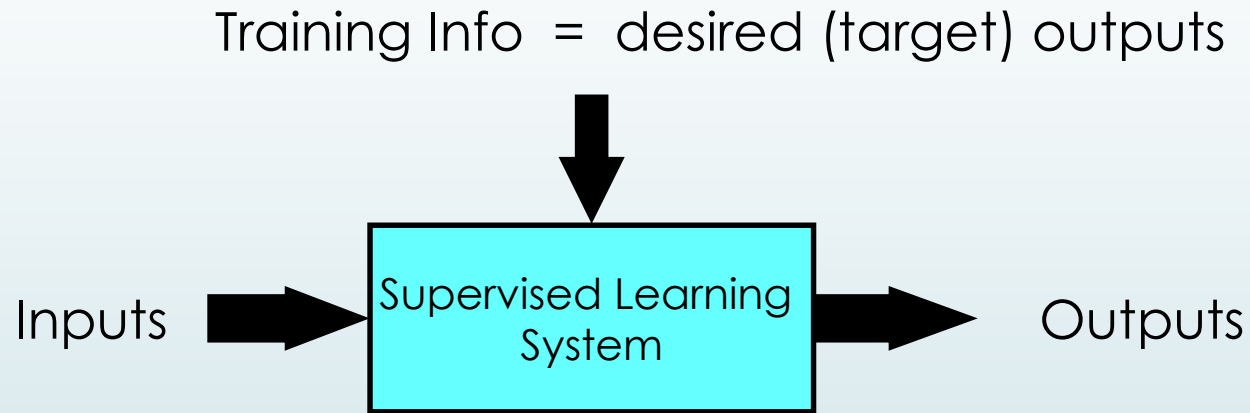 Training Info = desired (target) outputs
Supervised Learning
System
Inputs
Outputs